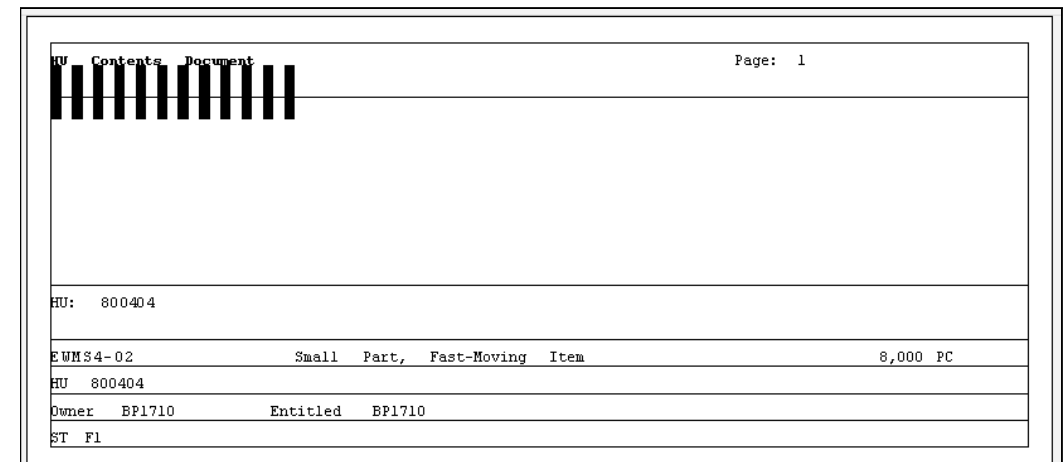 HU Contents Document Page: 1
HU: 800404
EWMS4-02 Small Part, Fast-Moving Item 8,000 PC
HU 800404
Owner BP1710 Entitled BP1710
ST F1